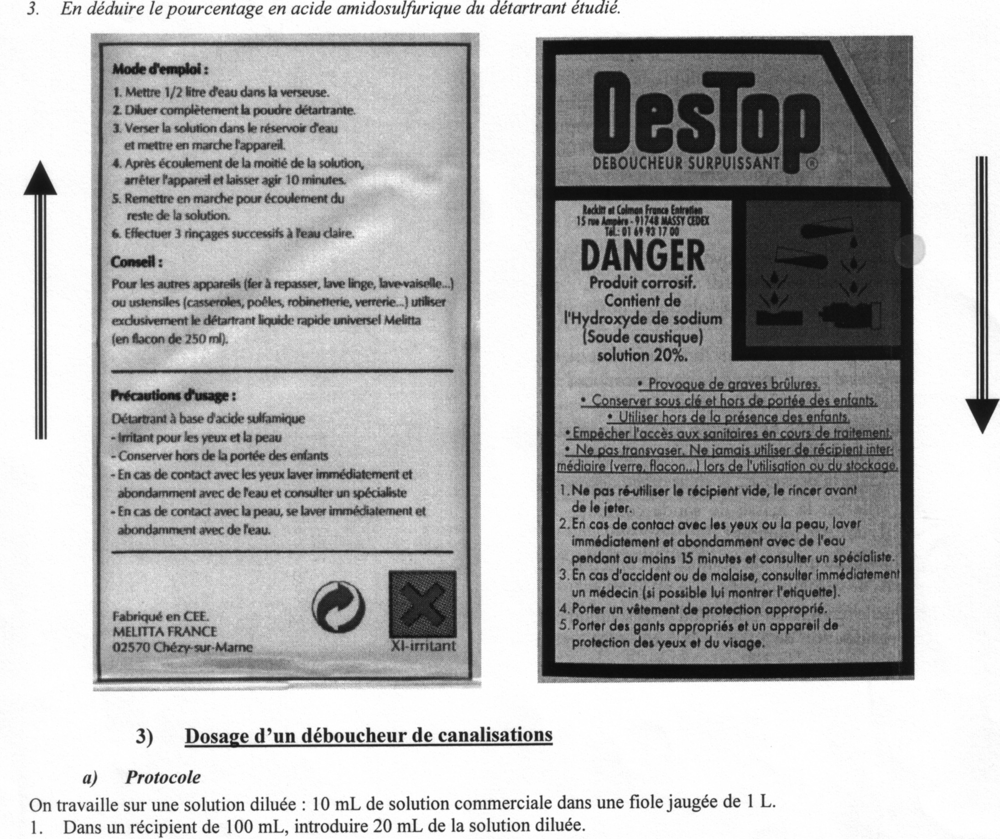 3. En déduire le pourcentage en acide amidosulfurique du détartrant étudié.
Mode d'emploi :
1. Mettre 1/2 litre d'eau dans la verseuse.
2. Diluer complètement la poudre détartrante.
3. Verser la solution dans le réservoir d'eau
et mettre en marche l'appareil.
4. Après écoulement de la moitié de la solution,
arrêter l'appareil et laisser agir 10 minutes.
5. Remettre en marche pour écoulement du
reste de la solution.
6. Effectuer 3 rinçages successifs à l'eau claire.
Conseil :
Pour les autres appareils (fer à repasser, lave linge, lave-vaiselle...)
ou ustensiles (casseroles, poêles, robinetterie, verrerie...) utiliser
exclusivement le détartrant liquide rapide universel Melitta
(en flacon de 250 ml).
Précautions d'usage :
Détartrant à base d'acide sulfamique
- Irritant pour les yeux et la peau
- Conserver hors de la portée des enfants
- En cas de contact avec les yeux laver immédiatement et
abondamment avec de l'eau et consulter un spécialiste
- En cas de contact avec la peau, se laver immédiatement et
abondamment avec de l'eau.
Fabriqué en CEE.
MELITTA FRANCE
02570 Chézy-sur-Marne
XI-irritant
DesTop
DEBOUCHEUR SURPUISSANT ®
Reckitt et Colman France Entretien
15 rue Ampère - 91748 MASSY CEDEX
Tél.: 01 69 93 17 00
DANGER
Produit corrosif.
Contient de
l'Hydroxyde de sodium
(Soude caustique)
solution 20%.
• Provoque de graves brûlures.
• Conserver sous clé et hors de portée des enfants.
• Utiliser hors de la présence des enfants.
• Empêcher l'accès aux sanitaires en cours de traitement.
• Ne pas transvaser. Ne jamais utiliser de récipient inter-
médiaire (verre, flacon...) lors de l'utilisation ou du stockage.
1. Ne pas ré-utiliser le récipient vide, le rincer avant
de le jeter.
2. En cas de contact avec les yeux ou la peau, laver
immédiatement et abondamment avec de l'eau
pendant au moins 15 minutes et consulter un spécialiste.
3. En cas d'accident ou de malaise, consulter immédiatement
un médecin (si possible lui montrer l'etiquette).
4. Porter un vêtement de protection approprié.
5. Porter des gants appropriés et un appareil de
protection des yeux et du visage.
3) Dosage d'un déboucheur de canalisations
a) Protocole
On travaille sur une solution diluée : 10 mL de solution commerciale dans une fiole jaugée de 1 L.
1. Dans un récipient de 100 mL, introduire 20 mL de la solution diluée.